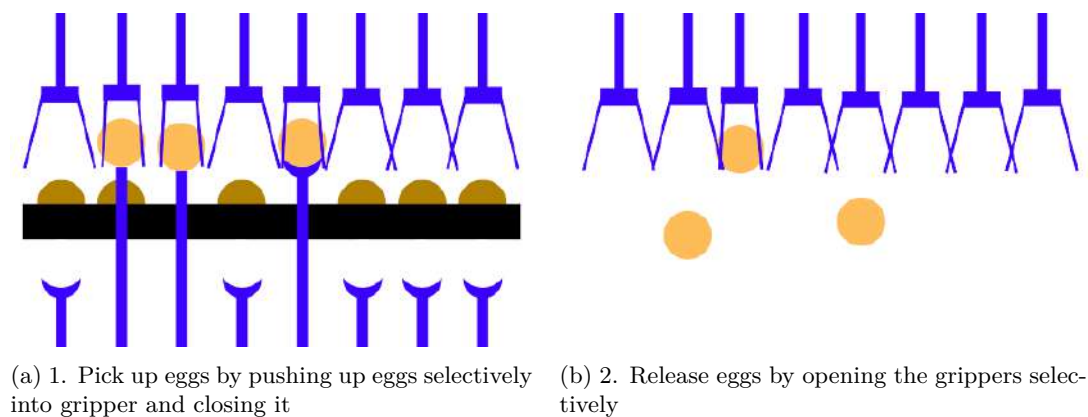 (a) 1. Pick up eggs by pushing up eggs selectively
into gripper and closing it
(b) 2. Release eggs by opening the grippers selec-
tively